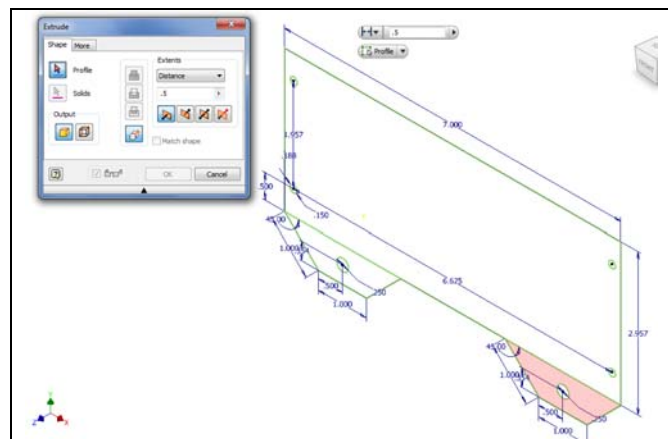 Extrude
Shape More
Profile
Solids
Output
Extents
Distance
.5
Match shape
OK
Cancel
.5
Profile
7.000
1.957
.188
.500
.150
45.00
1.000
.500
.250
1.000
6.675
2.957
45.00
1.000
.500
.250
1.000